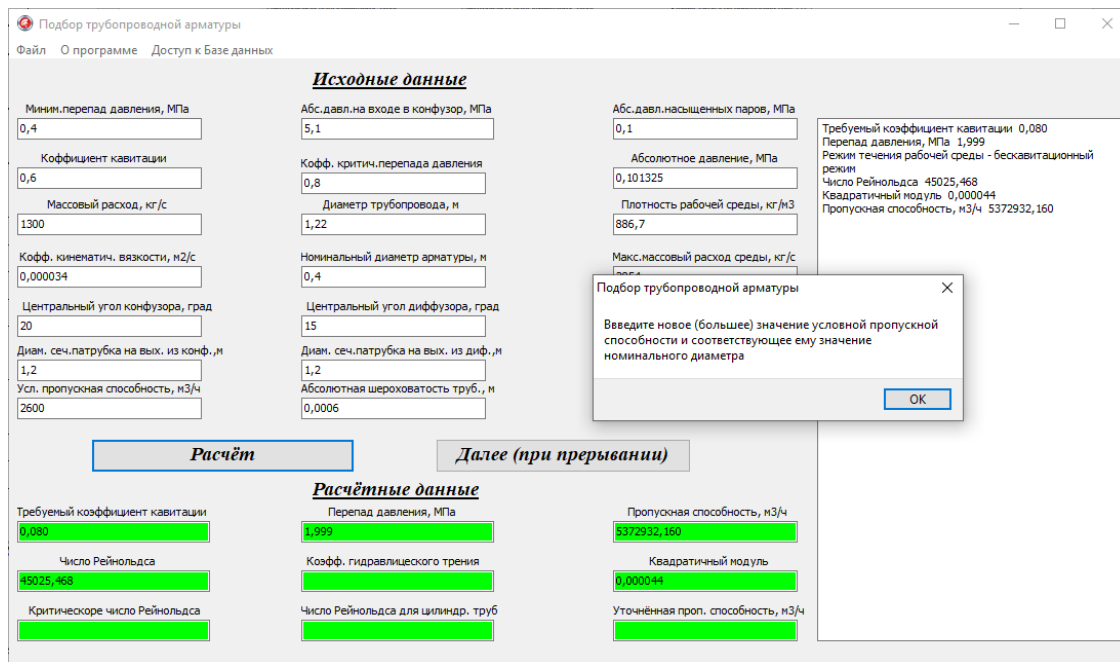 Подбор трубопроводной арматуры
Файл О программе Доступ к Базе данных
Исходные данные
Миним.перепад давления, МПа
Абс.давл.на входе в конфузор, МПа
Абс.давл.насыщенных паров, МПа
0,4
5,1
0,1
Коффициент кавитации
Кофф. критич.перепада давления
Абсолютное давление, МПа
0,6
0,8
0,101325
Массовый расход, кг/с
Диаметр трубопровода, м
Плотность рабочей среды, кг/м3
1300
1,22
886,7
Кофф. кинематич. вязкости, м2/с
Номинальный диаметр арматуры, м
Макс.массовый расход среды, кг/с
0,000034
0,4
Центральный угол конфузора, град
Центральный угол диффузора, град
20
15
Диам. сеч.патрубка на вых. из конф.,м
Диам. сеч.патрубка на вых. из диф.,м
1,2
1,2
Усл. пропускная способность, м3/ч
Абсолютная шероховатость труб., м
2600
0,0006
Требуемый коэффициент кавитации 0,080
Перепад давления, МПа 1,999
Режим течения рабочей среды - бескавитационный
режим
Число Рейнольдса 45025,468
Квадратичный модуль 0,000044
Пропускная способность, м3/ч 5372932,160
Подбор трубопроводной арматуры
Ввведите новое (большее) значение условной пропускной
способности и соответствующее ему значение
номинального диаметра
OK
Расчёт
Далее (при прерывании)
Расчётные данные
Требуемый коэффициент кавитации
Перепад давления, МПа
Пропускная способность, м3/ч
0,080
1,999
5372932,160
Число Рейнольдса
Коэфф. гидравлицеского трения
Квадратичный модуль
45025,468
0,000044
Критическоре число Рейнольдса
Число Рейнольдса для цилиндр. труб
Уточнённая проп. способность, м3/ч